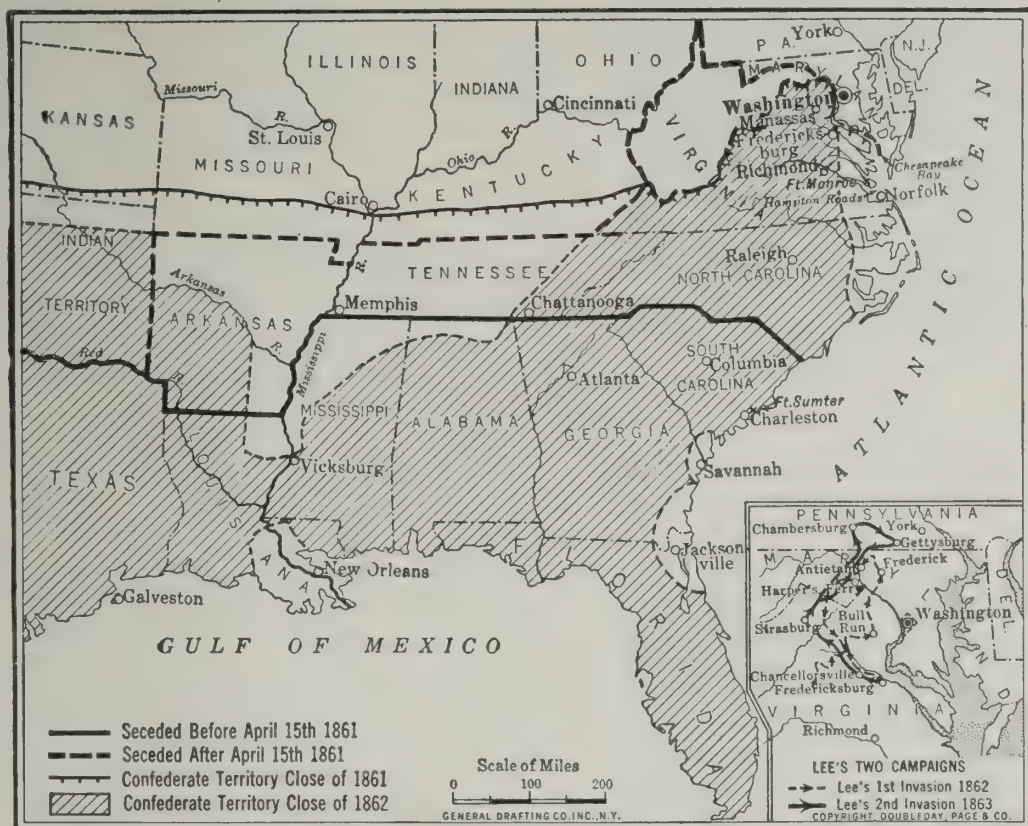 PA.
York
N.J.
ILLINOIS
INDIANA
OHIO
MARYLAND
DEL.
Missouri
R.
Cincinnati
Washington
KANSAS
St. Louis
Ohio
R.
VIRGINIA
Manassas
Fredericks
burg
MISSOURI
KENTUCKY
Richmond
Chesapeake
Bay
Ft. Monroe
Cairo
Hampton Roads
Norfolk
INDIAN
TERRITORY
R.
TENNESSEE
Raleigh
NORTH CAROLINA
Arkansas
R.
ARKANSAS
Memphis
Chattanooga
Red
R.
Mississippi
SOUTH
CAROLINA
Columbia
Atlanta
MISSISSIPPI
ALABAMA
GEORGIA
Ft. Sumter
Charleston
ATLANTIC OCEAN
TEXAS
LOUISIANA
Vicksburg
Savannah
Jackson
ville
New Orleans
Galveston
FLORIDA
GULF OF MEXICO
Seceded Before April 15th 1861
Seceded After April 15th 1861
Confederate Territory Close of 1861
Confederate Territory Close of 1862
Scale of Miles
0 50 100 200
GENERAL DRAFTING CO. INC., N.Y.
PENNSYLVANIA
Chambersburg
York
Gettysburg
Antietam
Frederick
Harper's Ferry
Washington
DEL.
Strasburg
Bull
Run
Chancellorsville
Fredericksburg
VIRGINIA
Richmond
LEE'S TWO CAMPAIGNS
Lee's 1st Invasion 1862
Lee's 2nd Invasion 1863
COPYRIGHT, DOUBLEDAY, PAGE & CO.